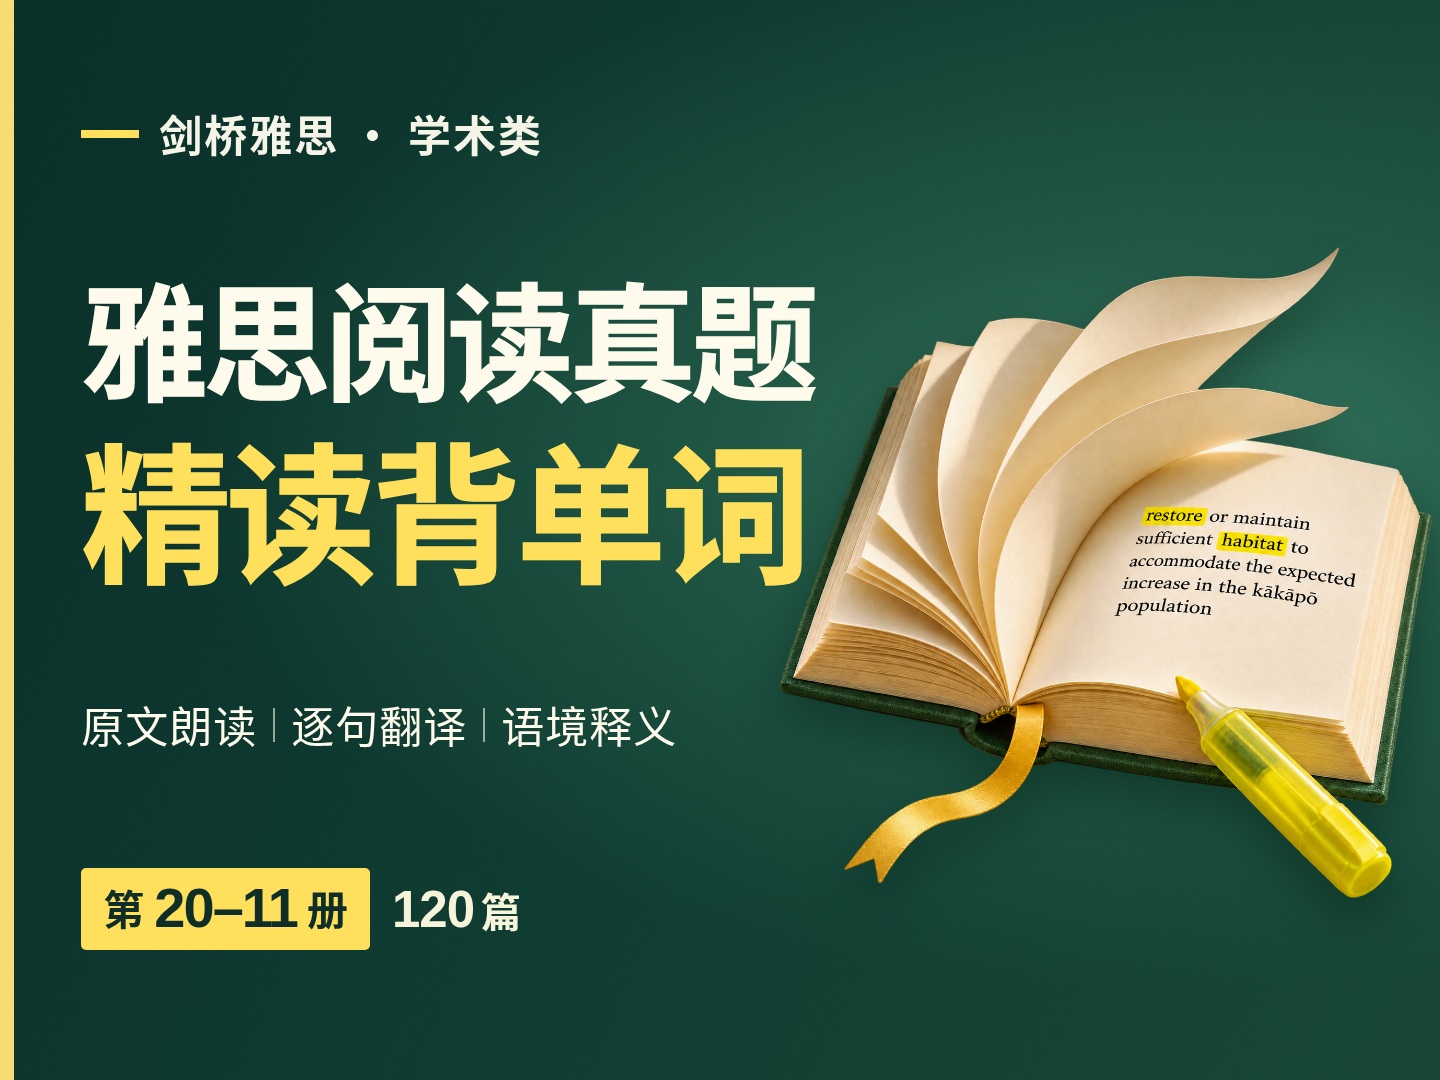 剑桥雅思 · 学术类
雅思阅读真题
精读背单词
原文朗读 | 逐句翻译 | 语境释义
第 20–11 册 120 篇
restore or maintain
sufficient habitat to
accommodate the expected
increase in the kākāpō
population